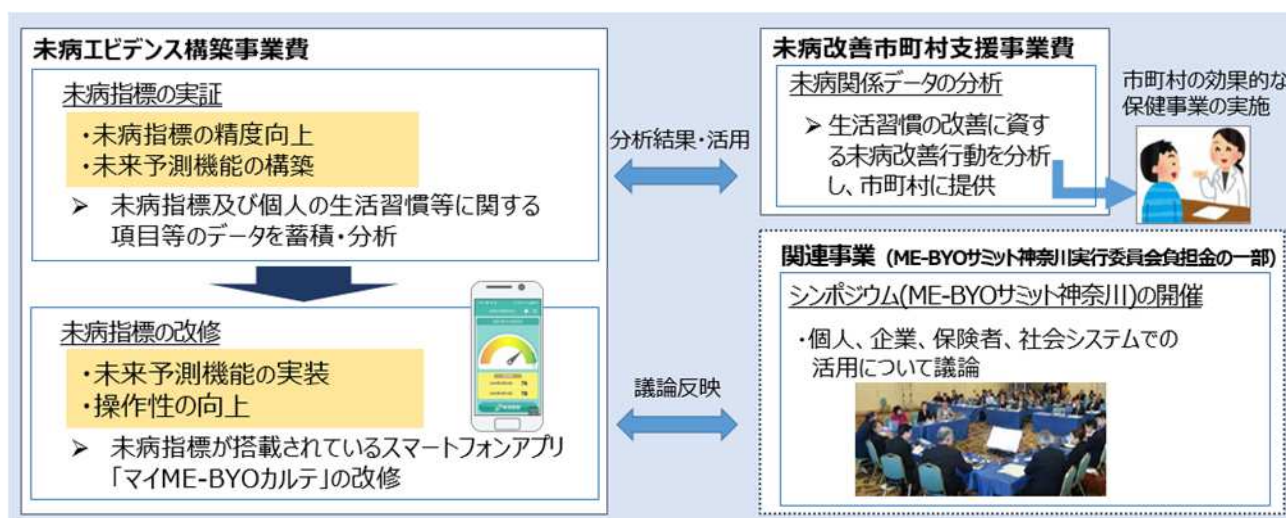 未病エビデンス構築事業費
未病指標の実証
・未病指標の精度向上
・未来予測機能の構築
➢ 未病指標及び個人の生活習慣等に関する
項目等のデータを蓄積・分析
未病指標の改修
・未来予測機能の実装
・操作性の向上
➢ 未病指標が搭載されているスマートフォンアプリ
「マイME-BYOカルテ」の改修
分析結果・活用
議論反映
未病改善市町村支援事業費
未病関係データの分析
➢ 生活習慣の改善に資す
る未病改善行動を分析
し、市町村に提供
市町村の効果的な
保健事業の実施
関連事業（ME-BYOサミット神奈川実行委員会負担金の一部）
シンポジウム(ME-BYOサミット神奈川)の開催
・個人、企業、保険者、社会システムでの
活用について議論